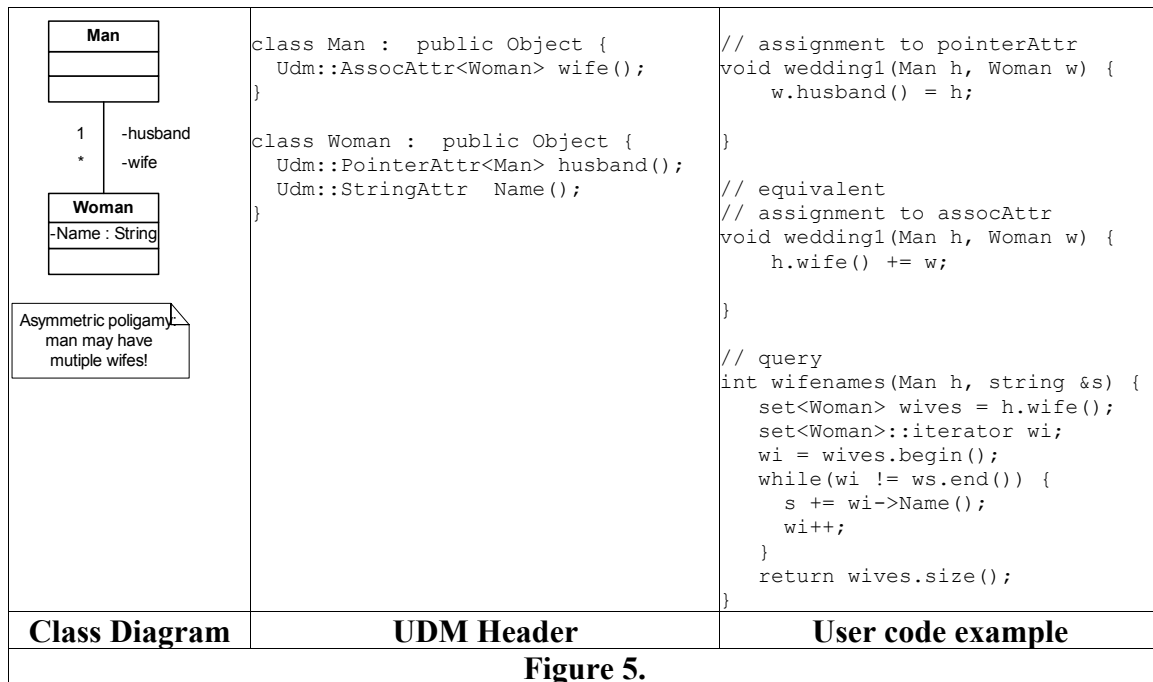 Man
1 -husband
* -wife
Woman
-Name : String
Asymmetric poligamy:
man may have
mutiple wifes!
class Man :  public Object {
  Udm::AssocAttr<Woman> wife();
}
class Woman :  public Object {
  Udm::PointerAttr<Man> husband();
  Udm::StringAttr  Name();
}
// assignment to pointerAttr
void wedding1(Man h, Woman w) {
    w.husband() = h;
}
// equivalent
// assignment to assocAttr
void wedding1(Man h, Woman w) {
    h.wife() += w;
}
// query
int wifenames(Man h, string &s) {
   set<Woman> wives = h.wife();
   set<Woman>::iterator wi;
   wi = wives.begin();
   while(wi != ws.end()) {
     s += wi->Name();
     wi++;
   }
   return wives.size();
}
Class Diagram
UDM Header
User code example
Figure 5.